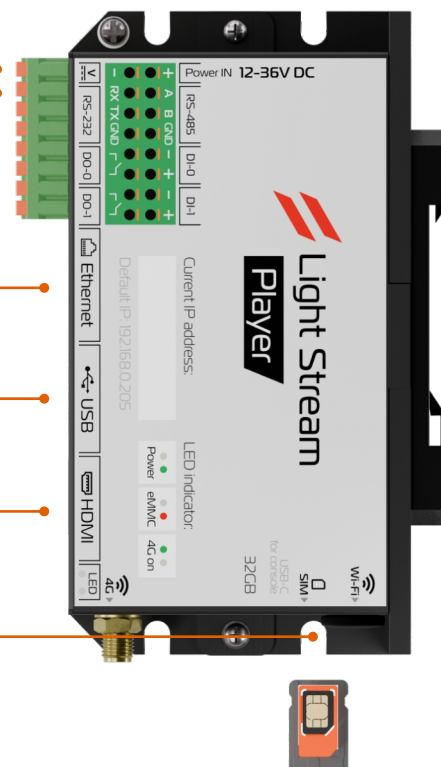 Power IN 12-36V DC
V
- +
RX A
TX B
GND GND
- +
- +
RS-232
RS-485
DO-0
DI-0
DO-1
DI-1
Light Stream
Player
Current IP address:
Default IP: 192.168.0.205
LED indicator:
Power
eMMC
4G on
Ethernet
USB
HDMI
LED
4G
32GB
USB-C
for console
SIM
Wi-Fi